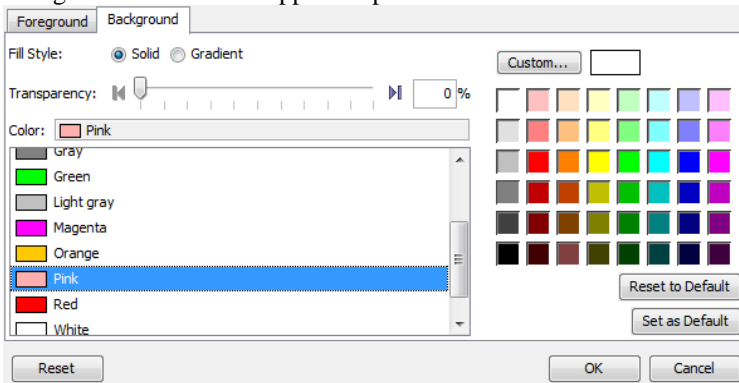 Foreground Background
Fill Style: Solid Gradient
Custom...
Transparency: 0 %
Color: Pink
Gray
Green
Light gray
Magenta
Orange
Pink
Red
White
Reset to Default
Set as Default
Reset OK Cancel